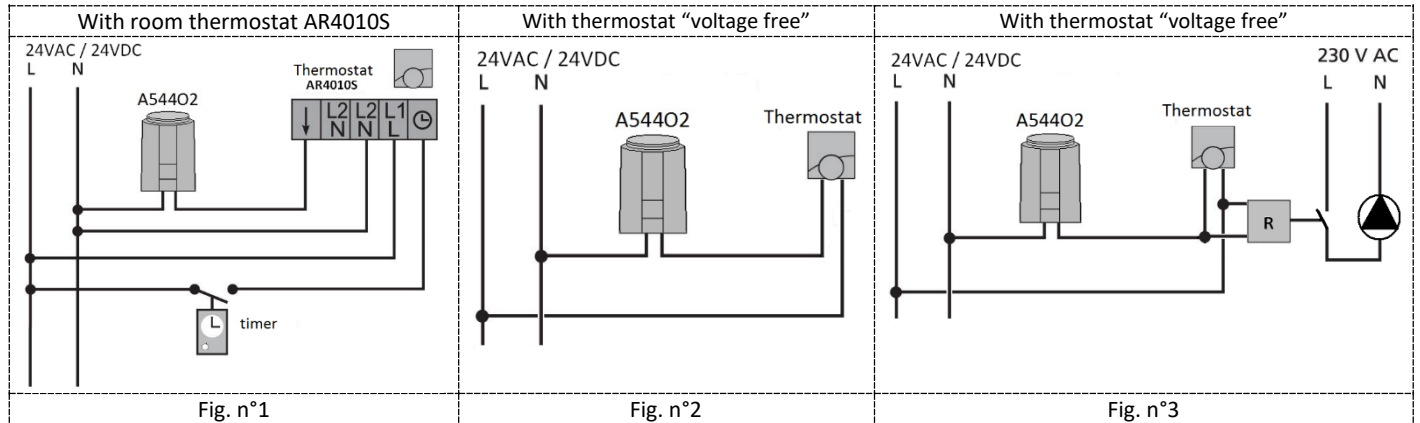 With room thermostat AR4010S
24VAC / 24VDC
L N
Thermostat
AR4010S
A544O2
L2 L2 L1
N N L
timer
Fig. n°1
With thermostat “voltage free”
24VAC / 24VDC
L N
A544O2
Thermostat
Fig. n°2
With thermostat “voltage free”
24VAC / 24VDC
L N
230 V AC
L N
Thermostat
A544O2
R
Fig. n°3